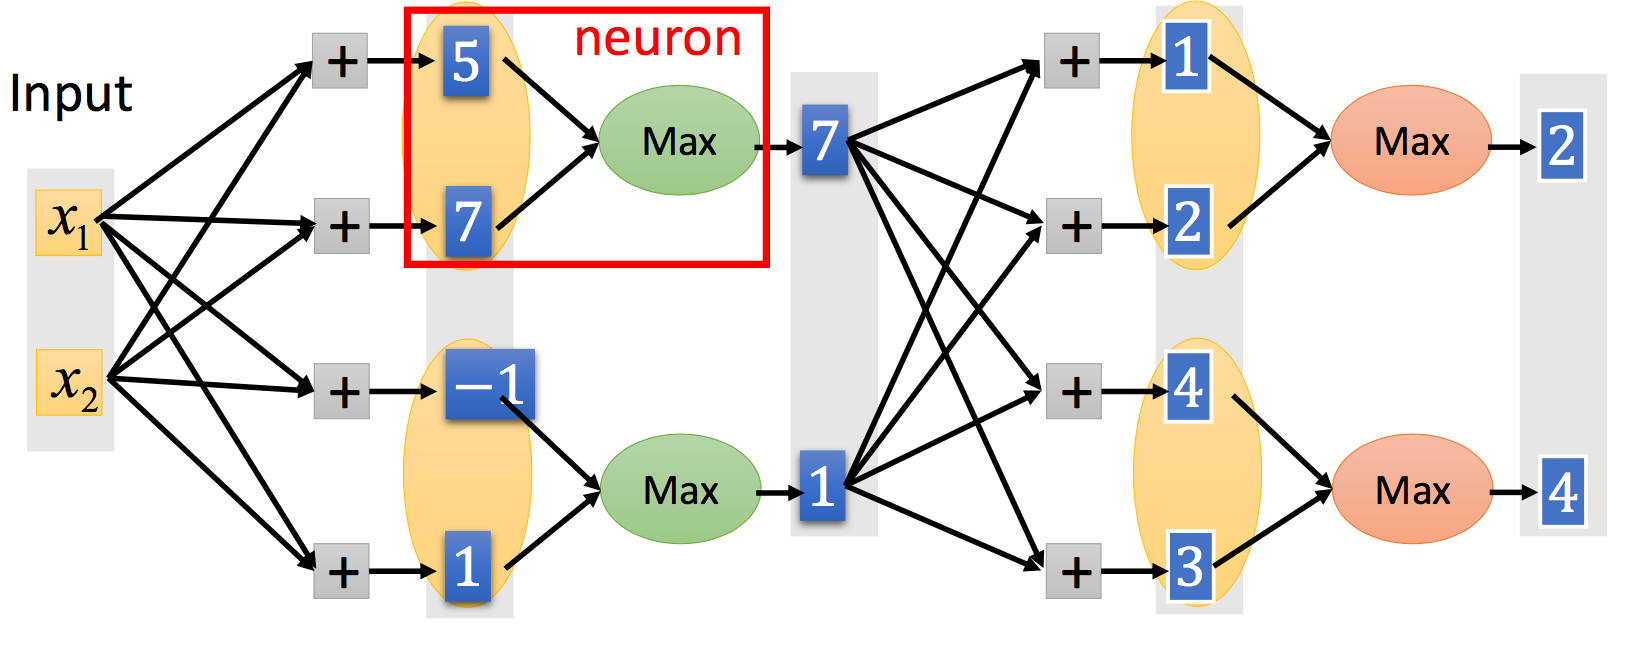 neuron
Input
+ 5
Max
7
+ 1
Max
2
x1
+ 7
+ 2
x2
+ −1
+ 4
Max
1
Max
4
+ 1
+ 3